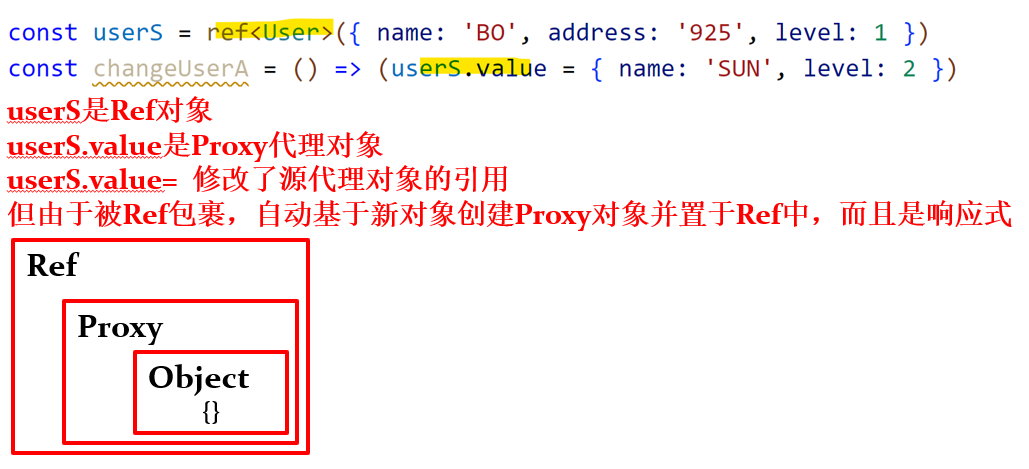 const userS = ref<User>({ name: 'BO', address: '925', level: 1 })
const changeUserA = () => (userS.value = { name: 'SUN', level: 2 })
userS是Ref对象
userS.value是Proxy代理对象
userS.value= 修改了源代理对象的引用
但由于被Ref包裹，自动基于新对象创建Proxy对象并置于Ref中，而且是响应式
Ref
Proxy
Object
{}